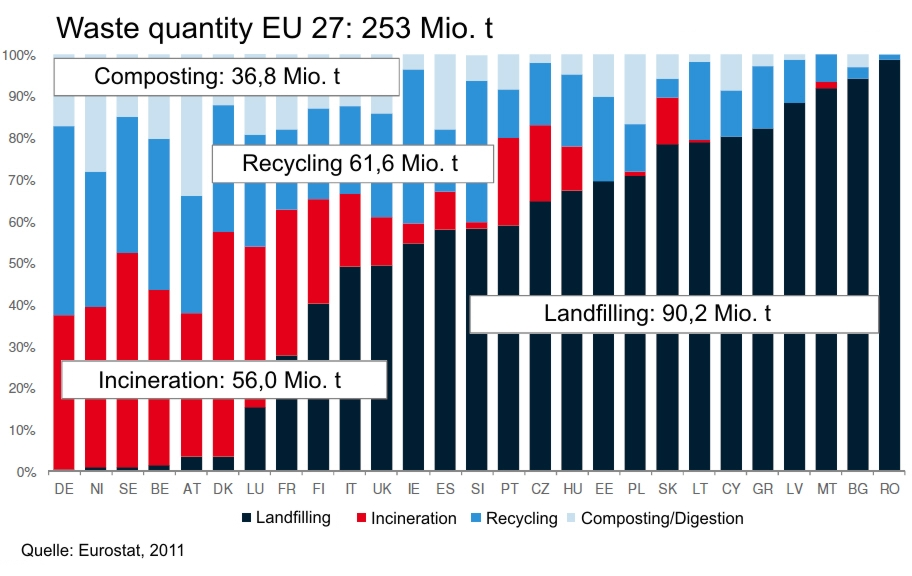 Waste quantity EU 27: 253 Mio. t
100%
Composting: 36,8 Mio. t
90%
80%
Recycling 61,6 Mio. t
70%
60%
50%
40%
Landfilling: 90,2 Mio. t
30%
Incineration: 56,0 Mio. t
20%
10%
0%
DE NI SE BE AT DK LU FR FI IT UK IE ES SI PT CZ HU EE PL SK LT CY GR LV MT BG RO
Landfilling Incineration Recycling Composting/Digestion
Quelle: Eurostat, 2011